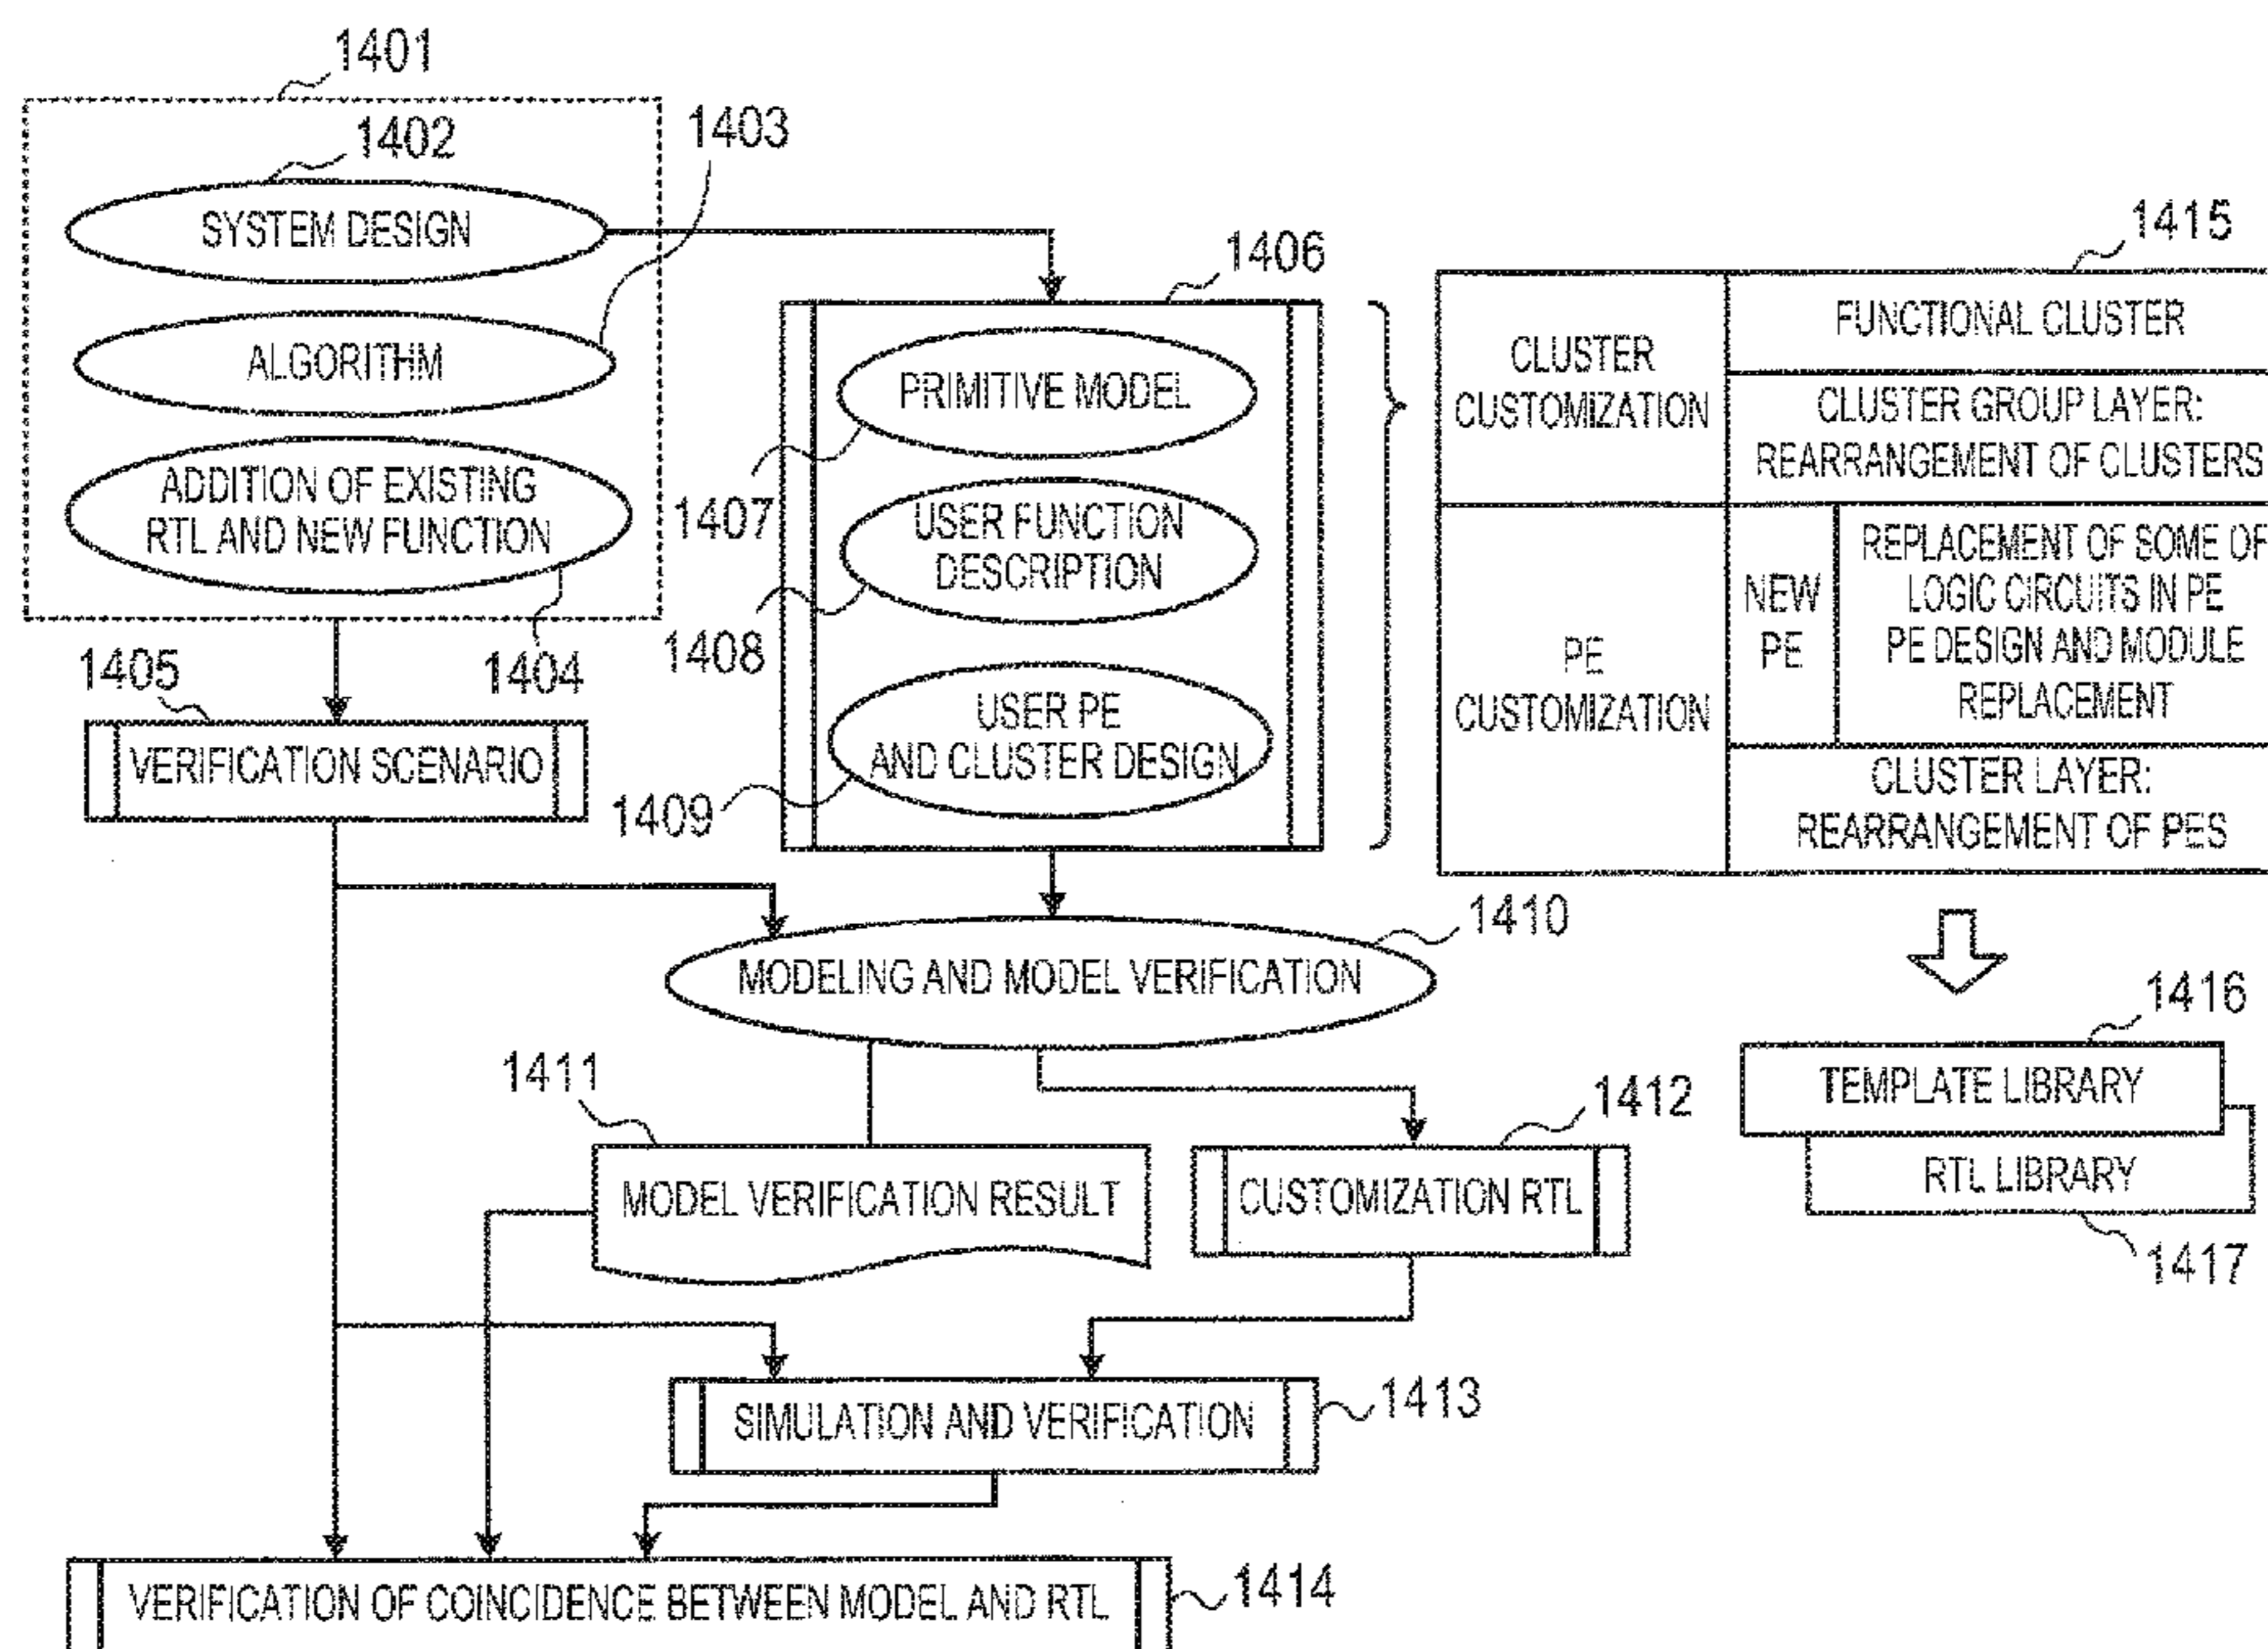 1401
1402
1403
SYSTEM DESIGN
ALGORITHM
ADDITION OF EXISTING
RTL AND NEW FUNCTION
1404
1405
VERIFICATION SCENARIO
1406
PRIMITIVE MODEL
1407
USER FUNCTION
DESCRIPTION
1408
USER PE
AND CLUSTER DESIGN
1409
1415
CLUSTER
CUSTOMIZATION
FUNCTIONAL CLUSTER
CLUSTER GROUP LAYER:
REARRANGEMENT OF CLUSTERS
PE
CUSTOMIZATION
NEW
PE
REPLACEMENT OF SOME OF
LOGIC CIRCUITS IN PE
PE DESIGN AND MODULE
REPLACEMENT
CLUSTER LAYER:
REARRANGEMENT OF PES
1410
MODELING AND MODEL VERIFICATION
1411
MODEL VERIFICATION RESULT
1412
CUSTOMIZATION RTL
1416
TEMPLATE LIBRARY
RTL LIBRARY
1417
SIMULATION AND VERIFICATION
1413
VERIFICATION OF COINCIDENCE BETWEEN MODEL AND RTL
1414